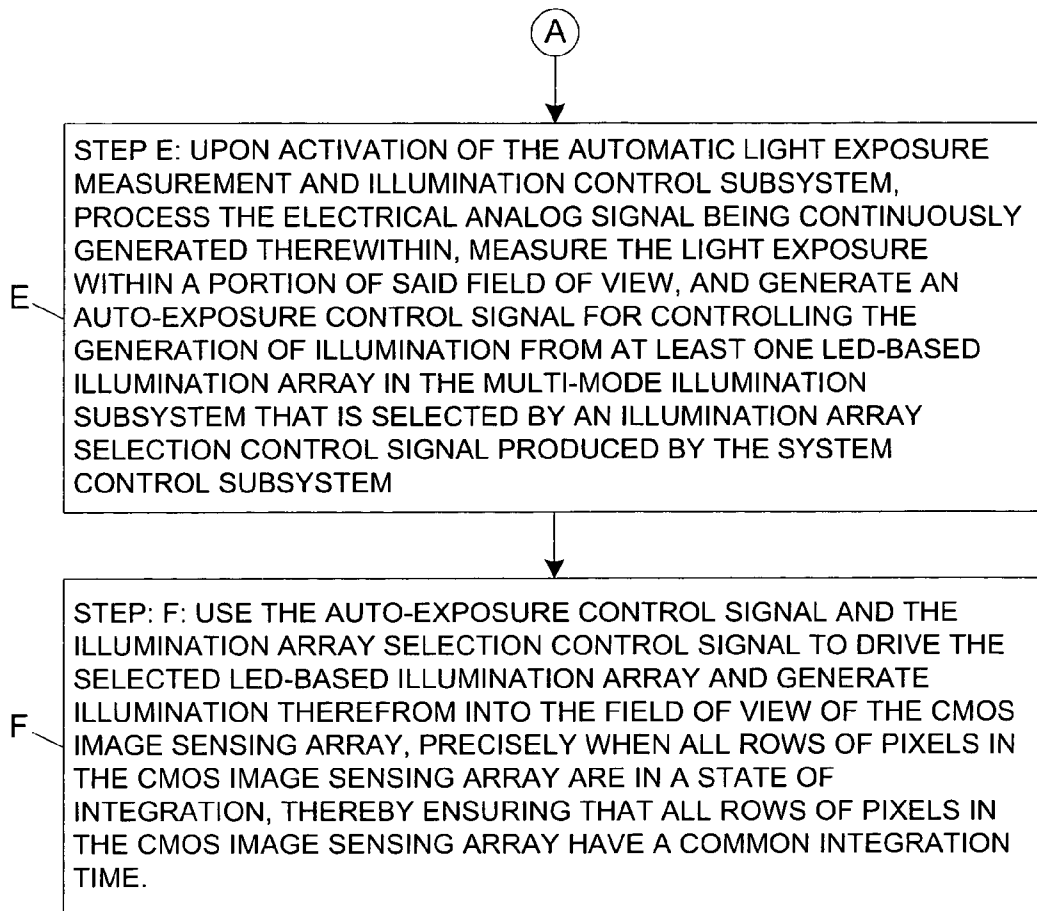 A
STEP E: UPON ACTIVATION OF THE AUTOMATIC LIGHT EXPOSURE
MEASUREMENT AND ILLUMINATION CONTROL SUBSYSTEM,
PROCESS THE ELECTRICAL ANALOG SIGNAL BEING CONTINUOUSLY
GENERATED THEREWITHIN, MEASURE THE LIGHT EXPOSURE
WITHIN A PORTION OF SAID FIELD OF VIEW, AND GENERATE AN
AUTO-EXPOSURE CONTROL SIGNAL FOR CONTROLLING THE
GENERATION OF ILLUMINATION FROM AT LEAST ONE LED-BASED
ILLUMINATION ARRAY IN THE MULTI-MODE ILLUMINATION
SUBSYSTEM THAT IS SELECTED BY AN ILLUMINATION ARRAY
SELECTION CONTROL SIGNAL PRODUCED BY THE SYSTEM
CONTROL SUBSYSTEM
E
STEP: F: USE THE AUTO-EXPOSURE CONTROL SIGNAL AND THE
ILLUMINATION ARRAY SELECTION CONTROL SIGNAL TO DRIVE THE
SELECTED LED-BASED ILLUMINATION ARRAY AND GENERATE
ILLUMINATION THEREFROM INTO THE FIELD OF VIEW OF THE CMOS
IMAGE SENSING ARRAY, PRECISELY WHEN ALL ROWS OF PIXELS IN
THE CMOS IMAGE SENSING ARRAY ARE IN A STATE OF
INTEGRATION, THEREBY ENSURING THAT ALL ROWS OF PIXELS IN
THE CMOS IMAGE SENSING ARRAY HAVE A COMMON INTEGRATION
TIME.
F